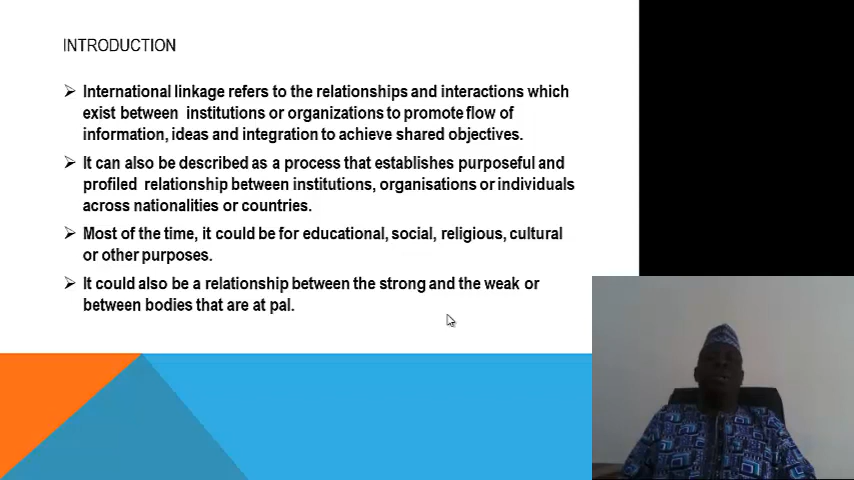 INTRODUCTION
International linkage refers to the relationships and interactions which
exist between institutions or organizations to promote flow of
information, ideas and integration to achieve shared objectives.
It can also be described as a process that establishes purposeful and
profiled relationship between institutions, organisations or individuals
across nationalities or countries.
Most of the time, it could be for educational, social, religious, cultural
or other purposes.
It could also be a relationship between the strong and the weak or
between bodies that are at pal.